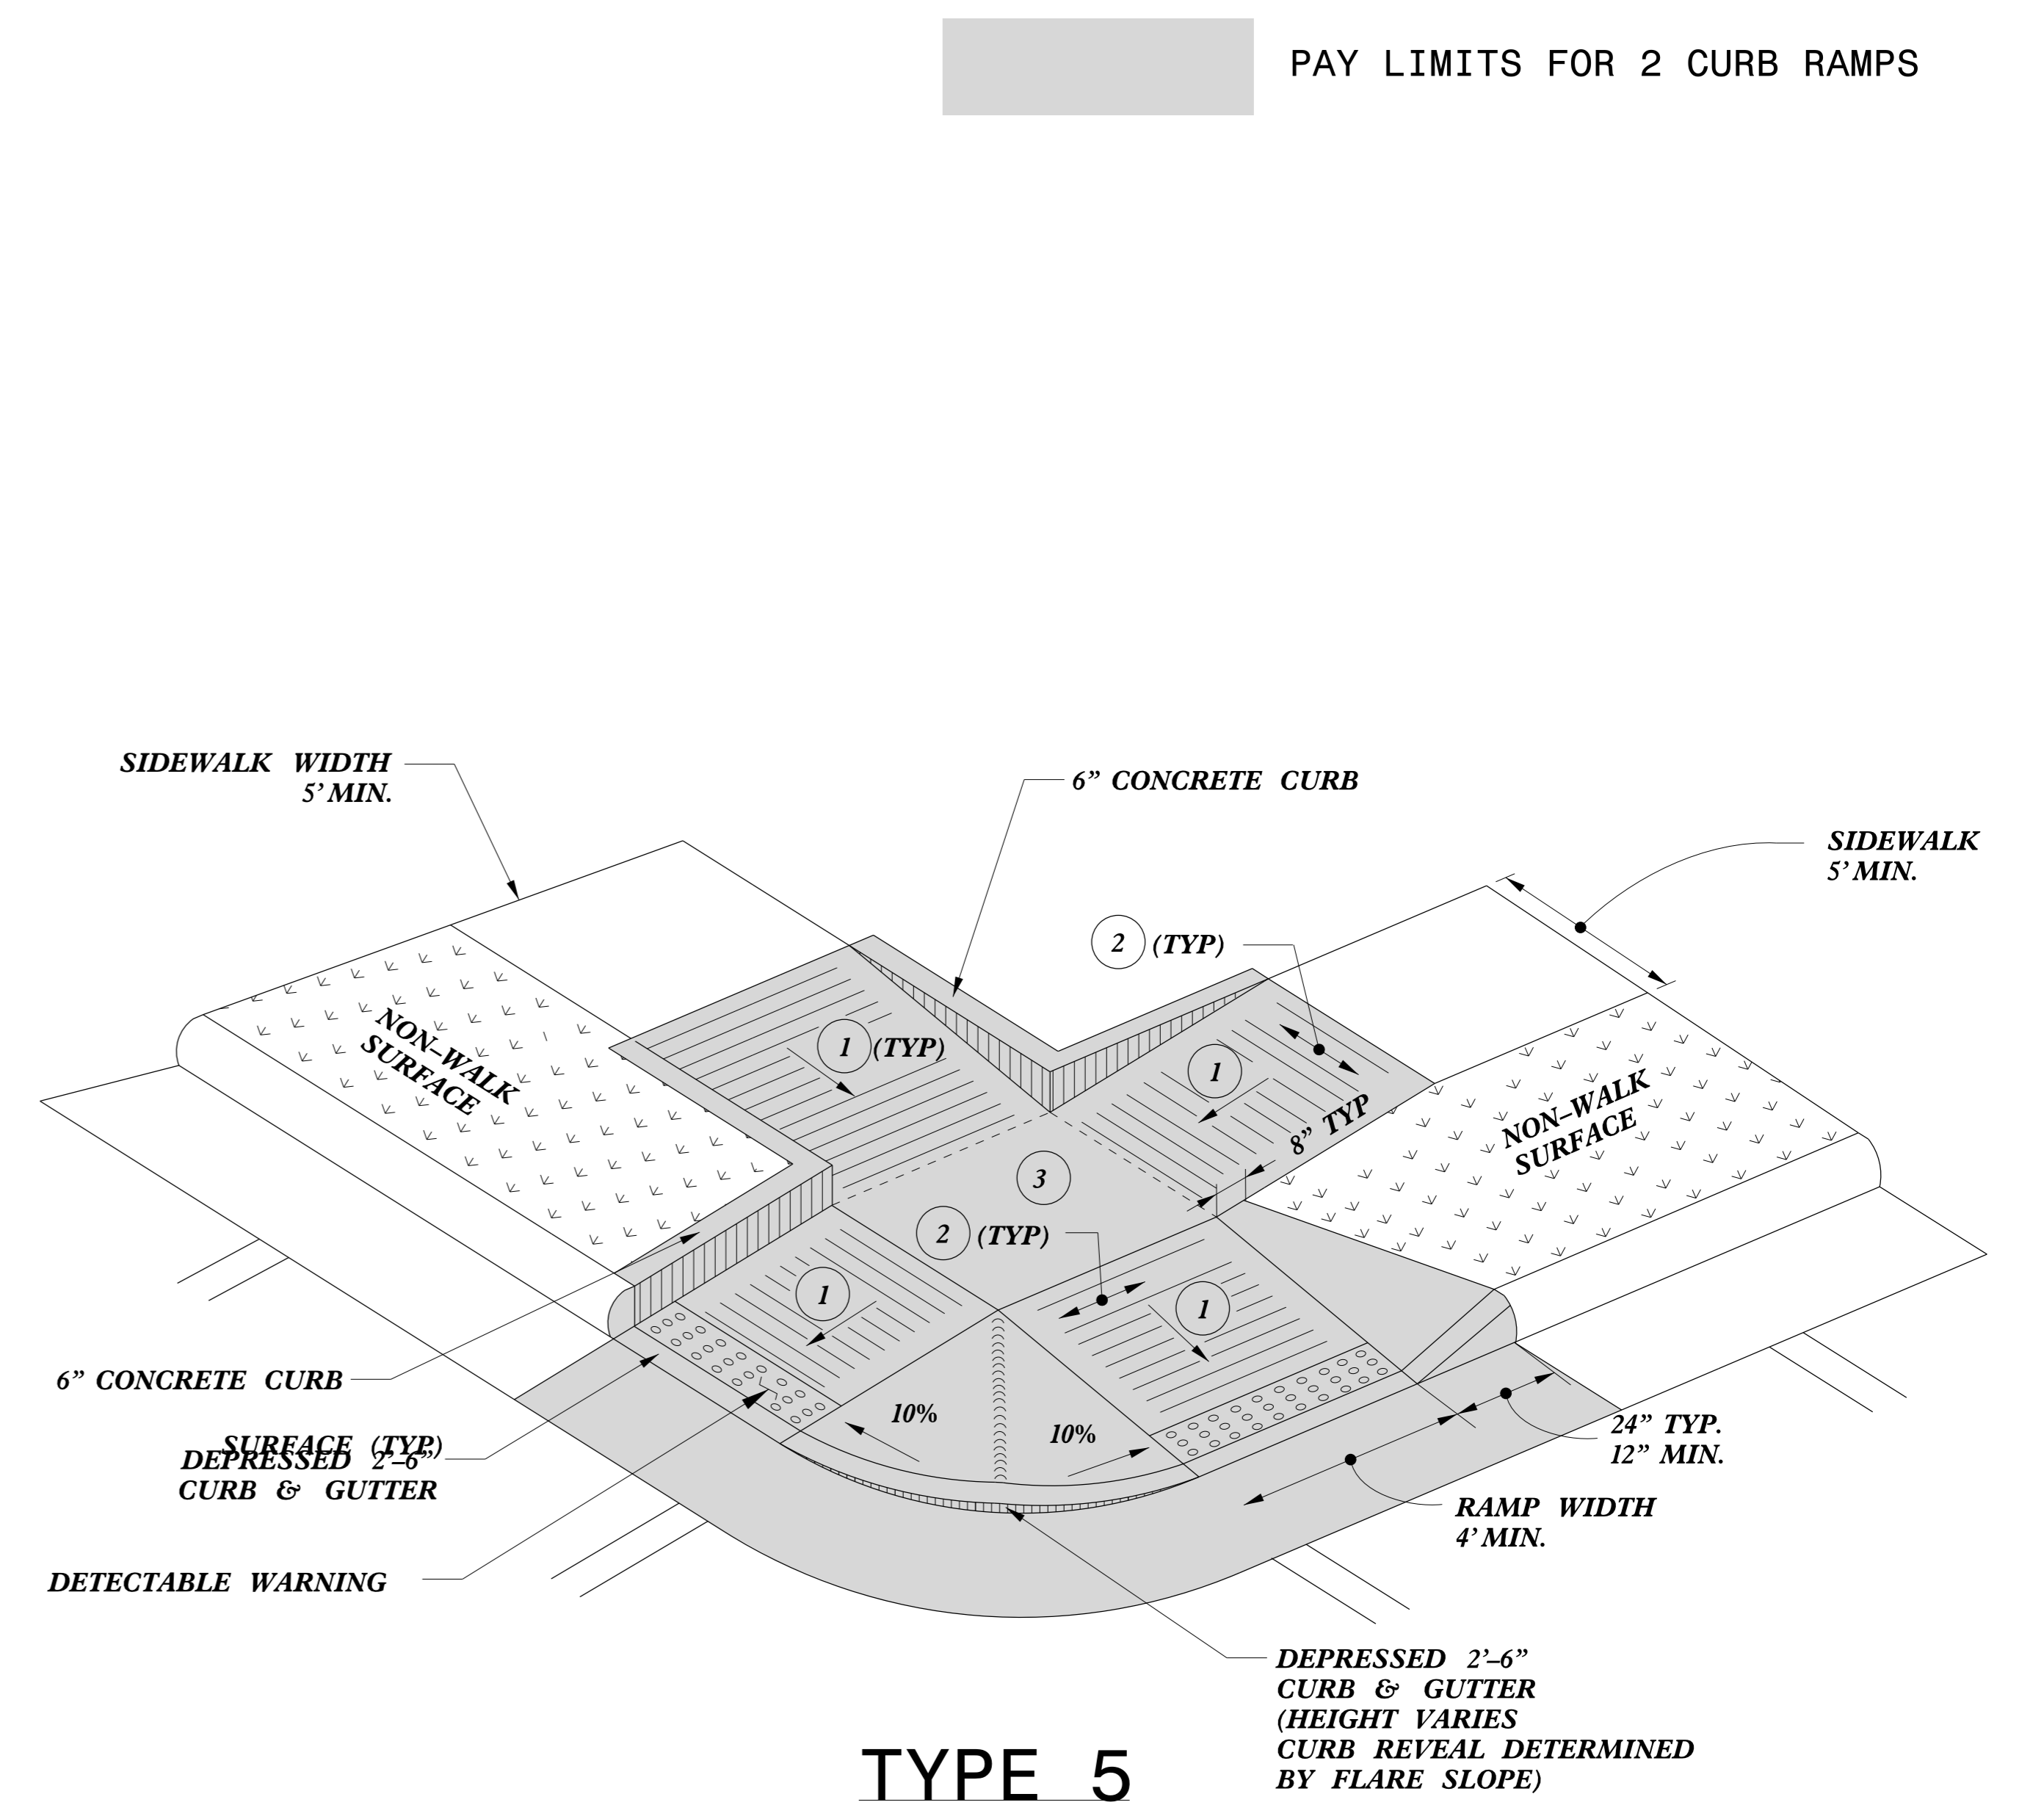 PAY LIMITS FOR 2 CURB RAMPS
SIDEWALK WIDTH
5' MIN.
6" CONCRETE CURB
SIDEWALK
5' MIN.
2 (TYP)
NON-WALK
SURFACE
1 (TYP)
1
8" TYP
NON-WALK
SURFACE
3
2 (TYP)
1
1
6" CONCRETE CURB
10%
10%
SURFACE (TYP)
DEPRESSED 2'-6"
CURB & GUTTER
24" TYP.
12" MIN.
RAMP WIDTH
4' MIN.
DETECTABLE WARNING
DEPRESSED 2'-6"
CURB & GUTTER
(HEIGHT VARIES
CURB REVEAL DETERMINED
BY FLARE SLOPE)
TYPE 5